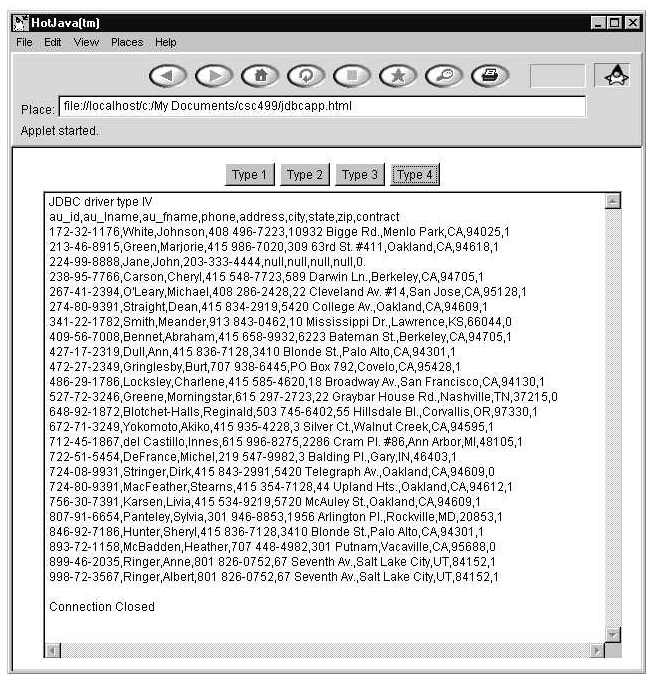 HotJava(tm)
File Edit View Places Help
Place: file://localhost/c:/My Documents/csc499/jdbcapp.html
Applet started.
Type 1 Type 2 Type 3 Type 4
JDBC driver type IV
au_id,au_lname,au_fname,phone,address,city,state,zip,contract
172-32-1176,White,Johnson,408 496-7223,10932 Bigge Rd.,Menlo Park,CA,94025,1
213-46-8915,Green,Marjorie,415 986-7020,309 63rd St. #411,Oakland,CA,94618,1
224-99-8888,Jane,John,203-333-4444,null,null,null,null,0
238-95-7766,Carson,Cheryl,415 548-7723,589 Darwin Ln.,Berkeley,CA,94705,1
267-41-2394,O'Leary,Michael,408 286-2428,22 Cleveland Av. #14,San Jose,CA,95128,1
274-80-9391,Straight,Dean,415 834-2919,5420 College Av.,Oakland,CA,94609,1
341-22-1782,Smith,Meander,913 843-0462,10 Mississippi Dr.,Lawrence,KS,66044,0
409-56-7008,Bennet,Abraham,415 658-9932,6223 Bateman St.,Berkeley,CA,94705,1
427-17-2319,Dull,Ann,415 836-7128,3410 Blonde St.,Palo Alto,CA,94301,1
472-27-2349,Gringlesby,Burt,707 938-6445,PO Box 792,Covelo,CA,95428,1
486-29-1786,Locksley,Charlene,415 585-4620,18 Broadway Av.,San Francisco,CA,94130,1
527-72-3246,Greene,Morningstar,615 297-2723,22 Graybar House Rd.,Nashville,TN,37215,0
648-92-1872,Blotchet-Halls,Reginald,503 745-6402,55 Hillsdale Bl.,Corvallis,OR,97330,1
672-71-3249,Yokomoto,Akiko,415 935-4228,3 Silver Ct.,Walnut Creek,CA,94595,1
712-45-1867,del Castillo,Innes,615 996-8275,2286 Cram Pl. #86,Ann Arbor,MI,48105,1
722-51-5454,DeFrance,Michel,219 547-9982,3 Balding Pl.,Gary,IN,46403,1
724-08-9931,Stringer,Dirk,415 843-2991,5420 Telegraph Av.,Oakland,CA,94609,0
724-80-9391,MacFeather,Stearns,415 354-7128,44 Upland Hts.,Oakland,CA,94612,1
756-30-7391,Karsen,Livia,415 534-9219,5720 McAuley St.,Oakland,CA,94609,1
807-91-6654,Panteley,Sylvia,301 946-8853,1956 Arlington Pl.,Rockville,MD,20853,1
846-92-7186,Hunter,Sheryl,415 836-7128,3410 Blonde St.,Palo Alto,CA,94301,1
893-72-1158,McBadden,Heather,707 448-4982,301 Putnam,Vacaville,CA,95688,0
899-46-2035,Ringer,Anne,801 826-0752,67 Seventh Av.,Salt Lake City,UT,84152,1
998-72-3567,Ringer,Albert,801 826-0752,67 Seventh Av.,Salt Lake City,UT,84152,1
Connection Closed